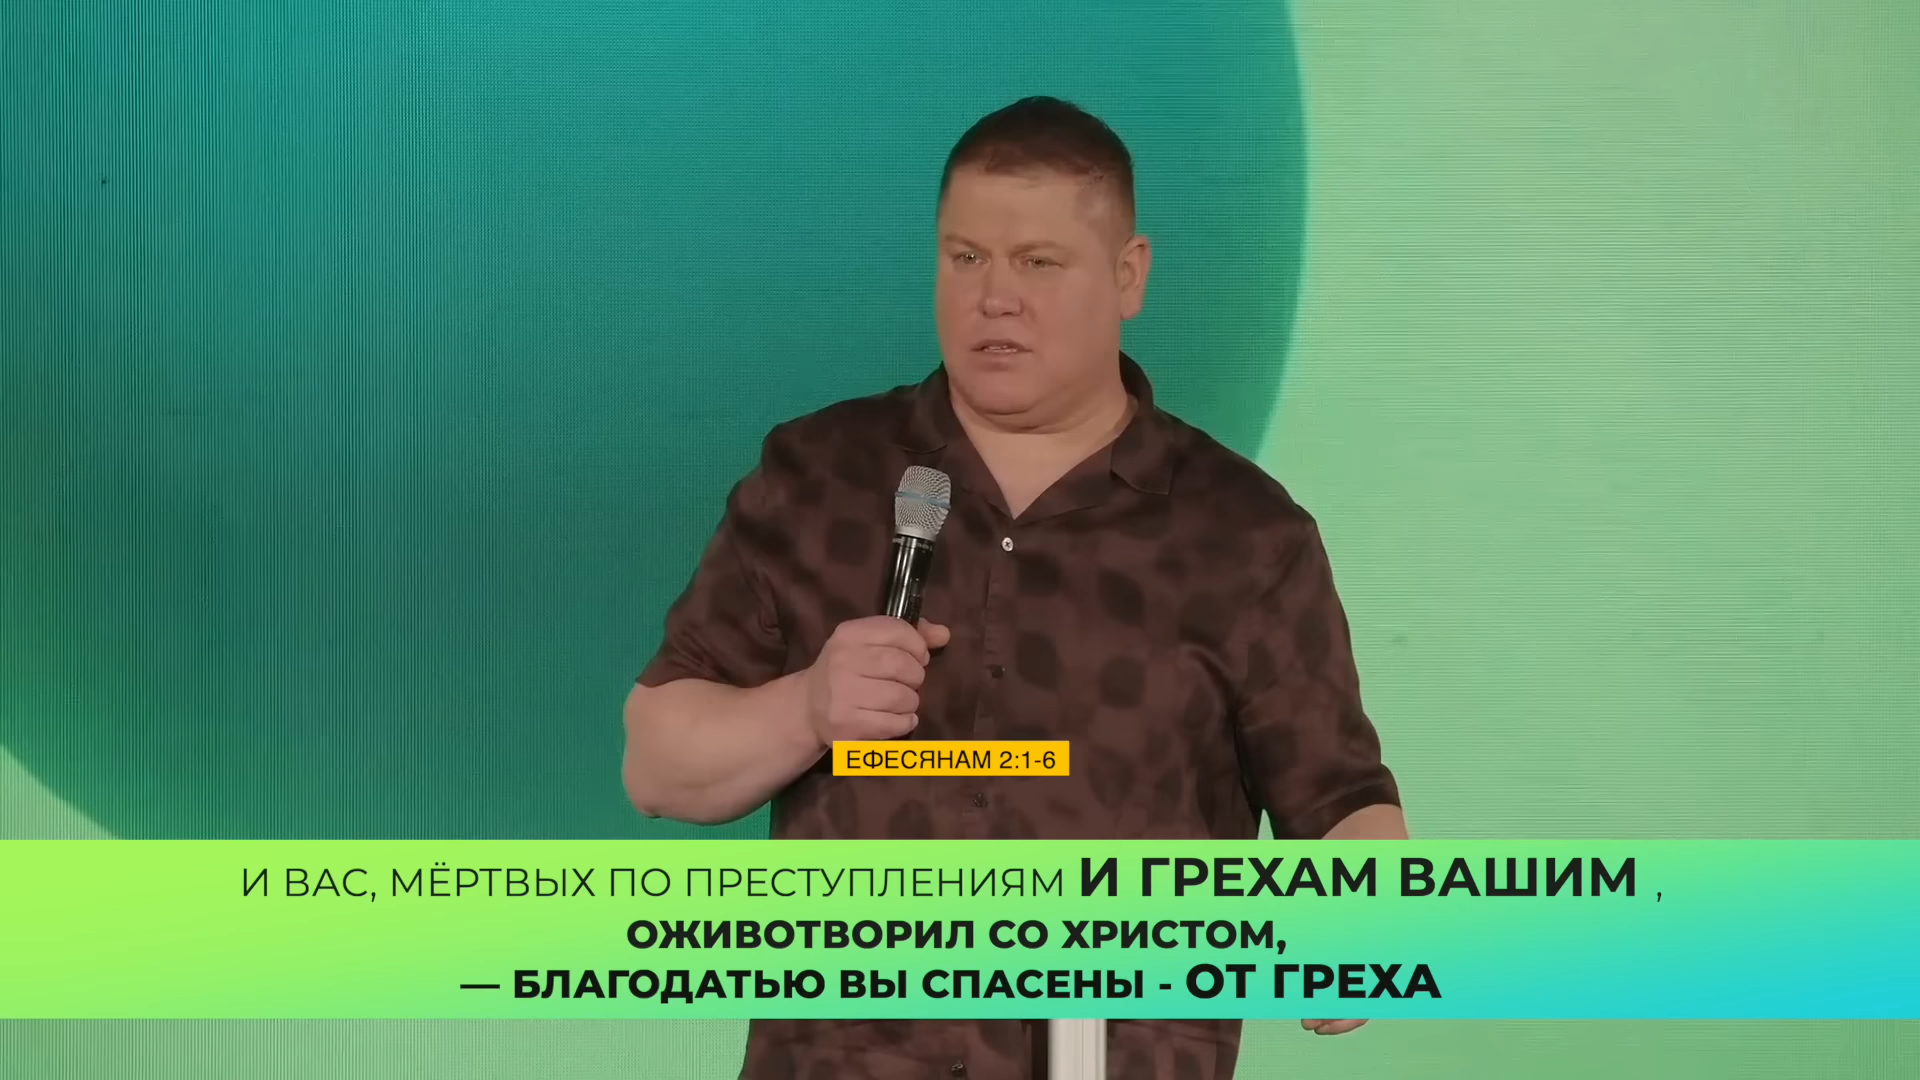 ЕФЕСЯНАМ 2:1-6
И ВАС, МЁРТВЫХ ПО ПРЕСТУПЛЕНИЯМ И ГРЕХАМ ВАШИМ ,
ОЖИВОТВОРИЛ СО ХРИСТОМ,
— БЛАГОДАТЬЮ ВЫ СПАСЕНЫ - ОТ ГРЕХА